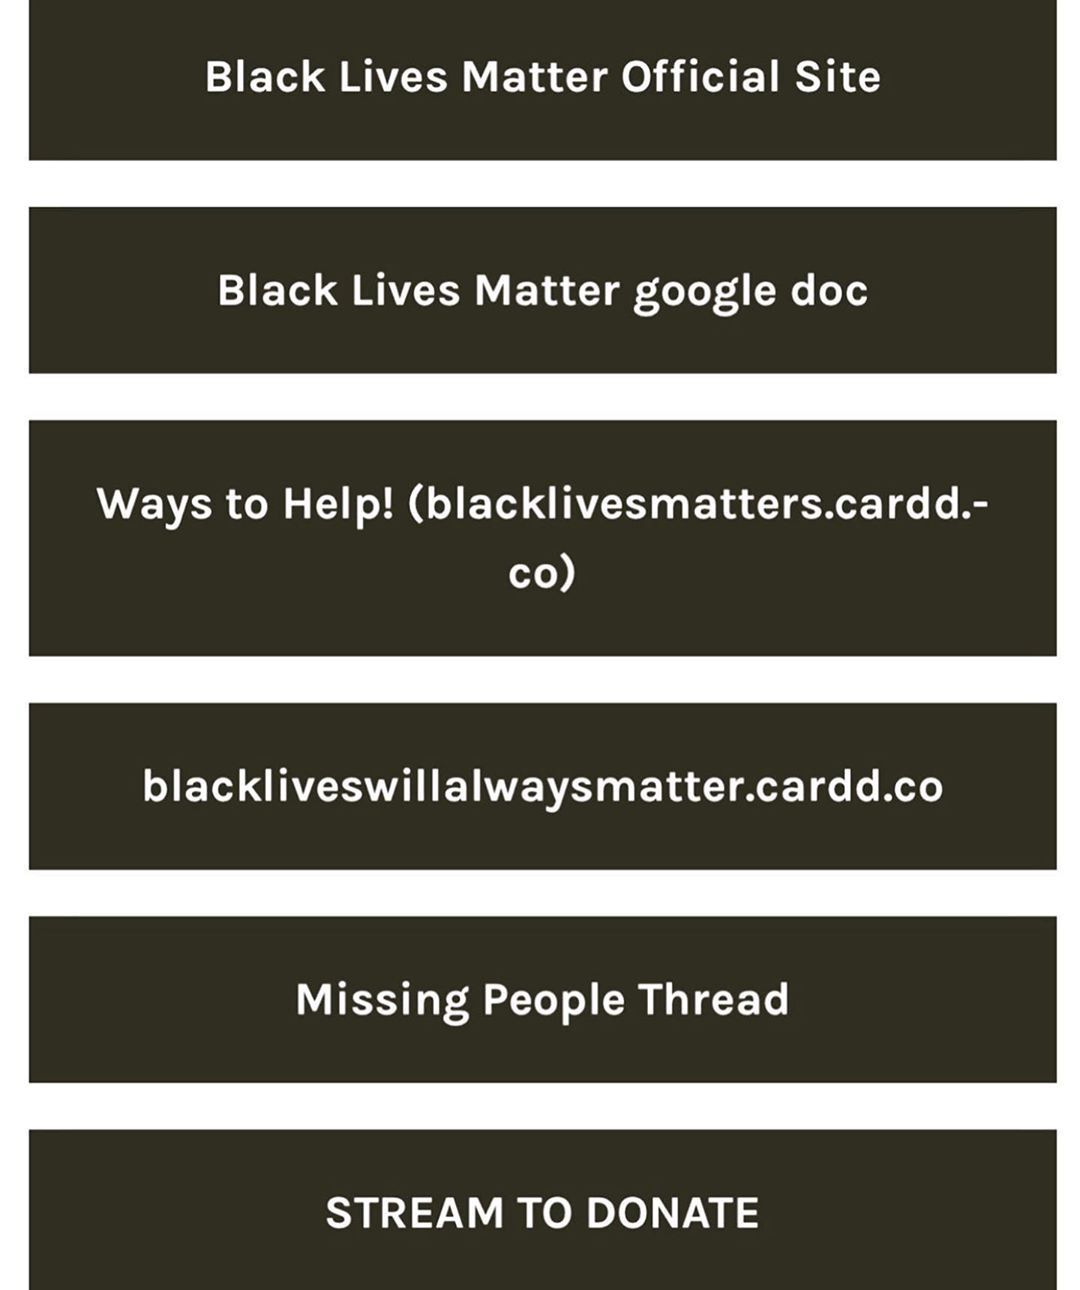 Black Lives Matter Official Site
Black Lives Matter google doc
Ways to Help! (blacklivesmatters.cardd.-
co)
blackliveswillalwaysmatter.cardd.co
Missing People Thread
STREAM TO DONATE